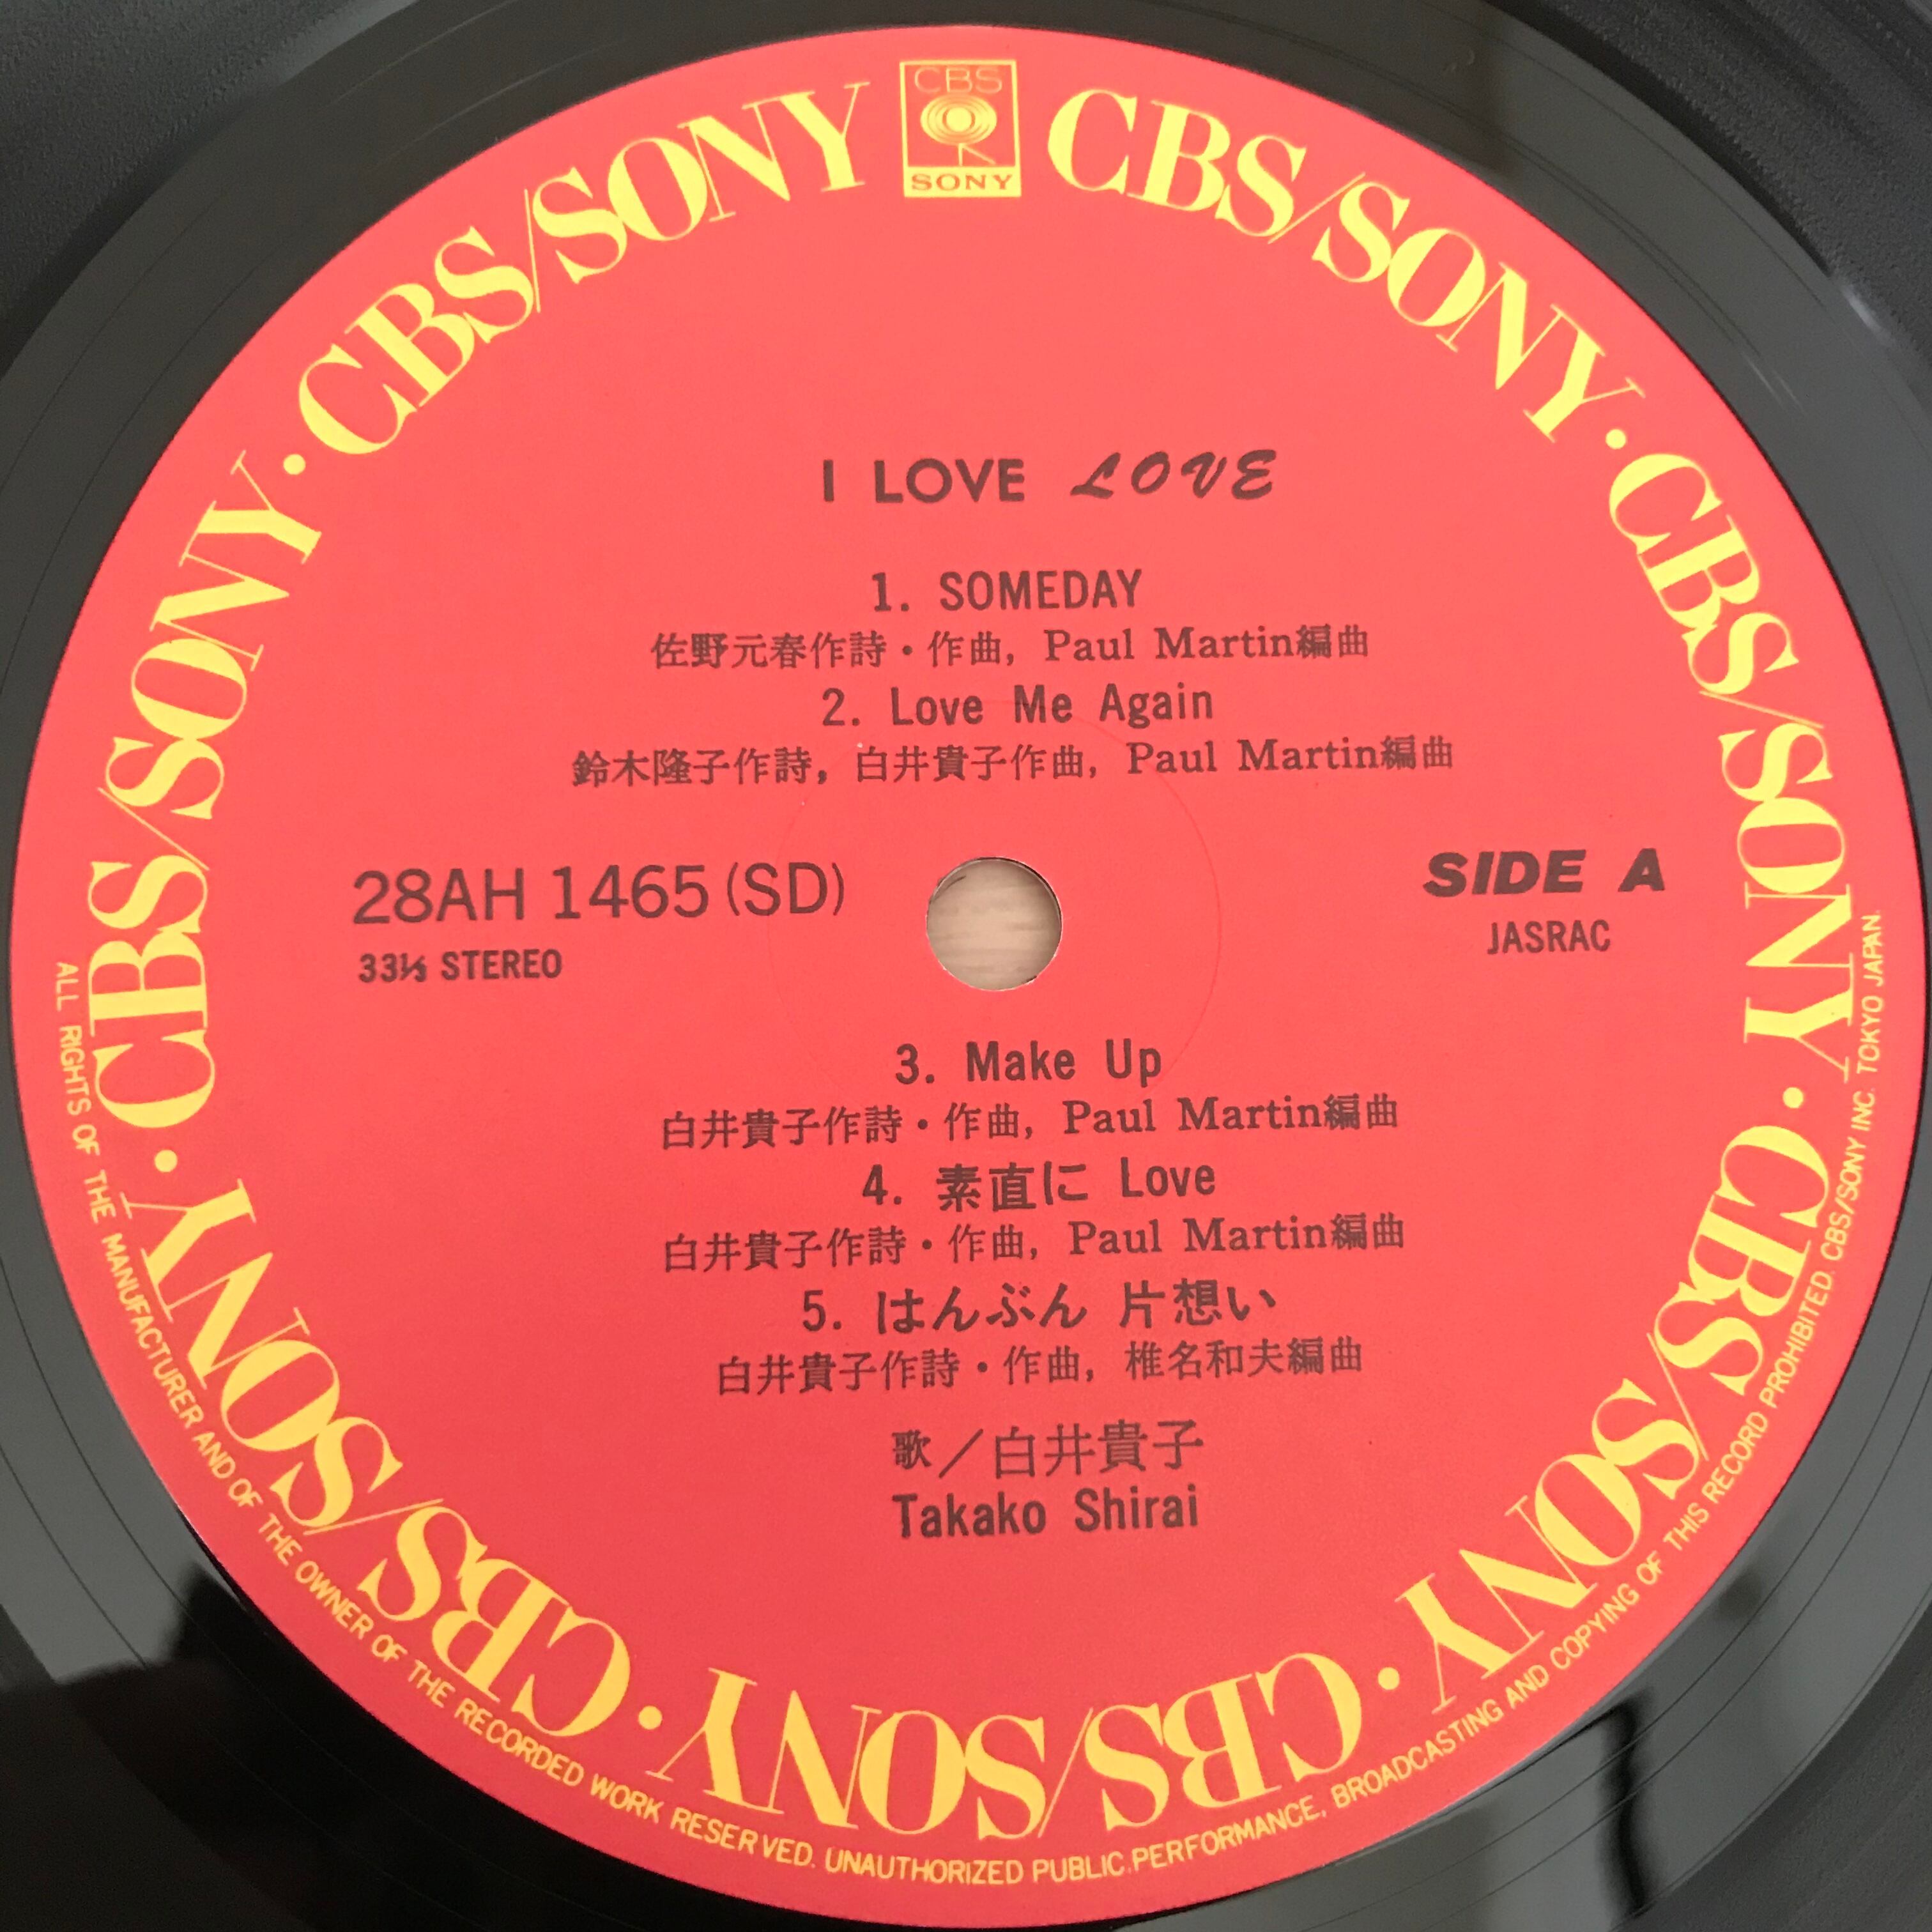 CBS
SONY
CBS/SONY・CBS/SONY・CBS/SONY・CBS/SONY・CBS/SONY・CBS/SONY・CBS/SONY
I LOVE LOVE
1. SOMEDAY
佐野元春作詩・作曲, Paul Martin編曲
2. Love Me Again
鈴木隆子作詩, 白井貴子作曲, Paul Martin編曲
28AH 1465(SD)
33⅓ STEREO
SIDE A
JASRAC
3. Make Up
白井貴子作詩・作曲, Paul Martin編曲
4. 素直に Love
白井貴子作詩・作曲, Paul Martin編曲
5. はんぶん 片想い
白井貴子作詩・作曲, 椎名和夫編曲
歌／白井貴子
Takako Shirai
ALL RIGHTS OF THE MANUFACTURER AND OF THE OWNER OF THE RECORDED WORK RESERVED. UNAUTHORIZED PUBLIC PERFORMANCE, BROADCASTING AND COPYING OF THIS RECORD PROHIBITED. CBS/SONY INC. TOKYO JAPAN.